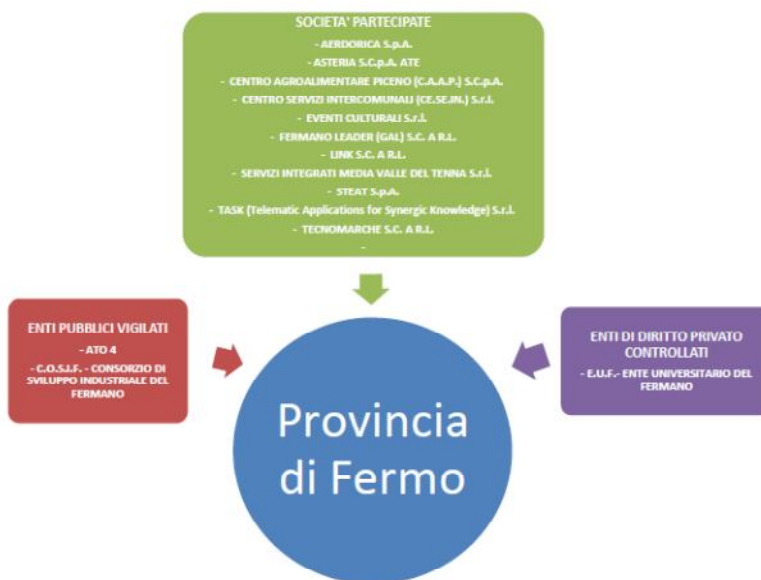 SOCIETA' PARTECIPATE
- AERDORICA S.p.A.
- ASTERIA S.C.p.A. ATE
- CENTRO AGROALIMENTARE PICENO (C.A.A.P.) S.C.p.A.
- CENTRO SERVIZI INTERCOMUNALI (CE.SE.IN.) S.r.l.
- EVENTI CULTURALI S.r.l.
- FERMANO LEADER (GAL) S.C. A R.L.
- LINK S.C. A R.L.
- SERVIZI INTEGRATI MEDIA VALLE DEL TENNA S.r.l.
- STEAT S.p.A.
- TASK (Telematic Applications for Synergic Knowledge) S.r.l.
- TECNOMARCHE S.C. A R.L.
-
ENTI PUBBLICI VIGILATI
- ATO 4
- C.O.S.I.F. - CONSORZIO DI
SVILUPPO INDUSTRIALE DEL
FERMANO
ENTI DI DIRITTO PRIVATO
CONTROLLATI
- E.U.F.- ENTE UNIVERSITARIO DEL
FERMANO
Provincia
di Fermo